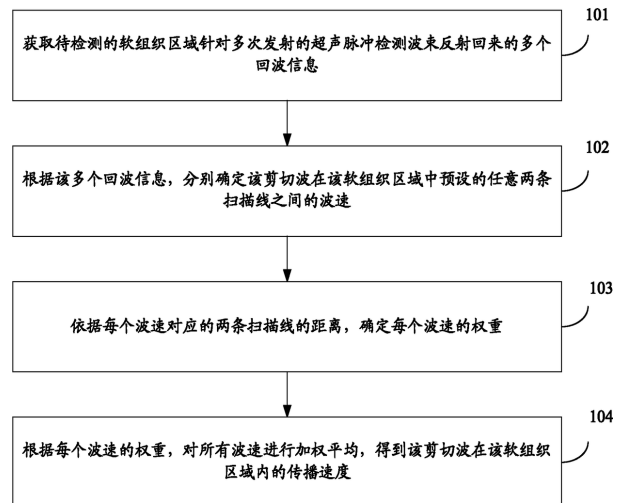 101
获取待检测的软组织区域针对多次发射的超声脉冲检测波束反射回来的多个
回波信息
102
根据该多个回波信息，分别确定该剪切波在该软组织区域中预设的任意两条
扫描线之间的波速
103
依据每个波速对应的两条扫描线的距离，确定每个波速的权重
104
根据每个波速的权重，对所有波速进行加权平均，得到该剪切波在该软组织
区域内的传播速度